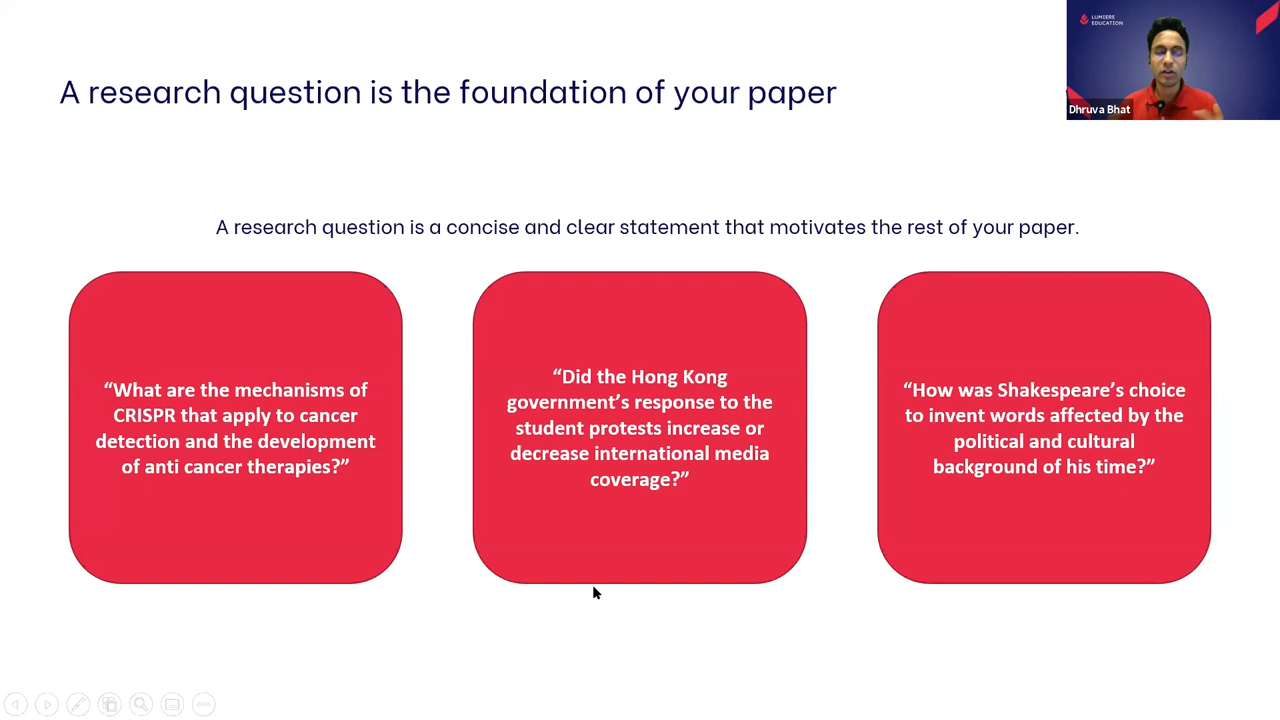 LUMIERE
EDUCATION
A research question is the foundation of your paper
Dhruva Bhat
A research question is a concise and clear statement that motivates the rest of your paper.
“What are the mechanisms of
CRISPR that apply to cancer
detection and the development
of anti cancer therapies?”
“Did the Hong Kong
government’s response to the
student protests increase or
decrease international media
coverage?”
“How was Shakespeare’s choice
to invent words affected by the
political and cultural
background of his time?”